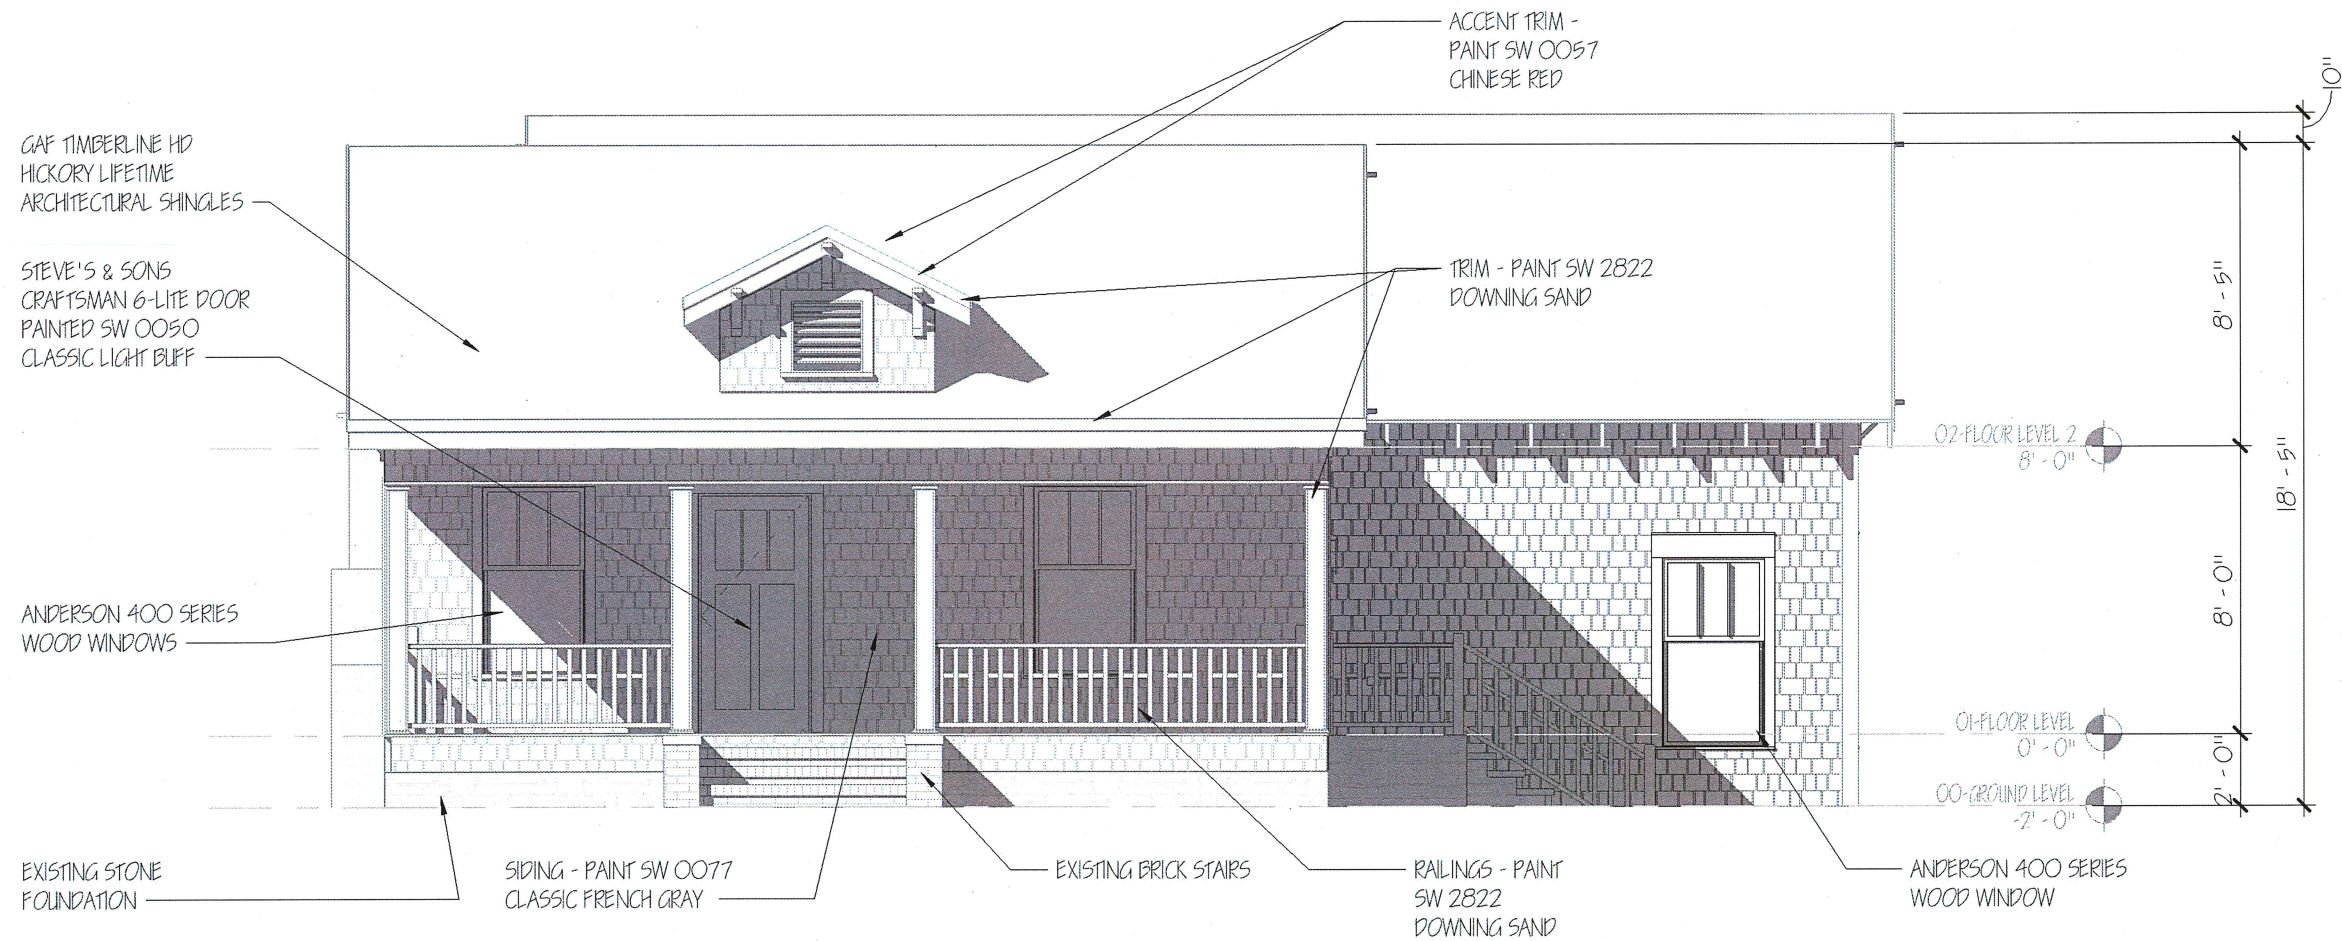 ACCENT TRIM -
PAINT SW 0057
CHINESE RED
10"
GAF TIMBERLINE HD
HICKORY LIFETIME
ARCHITECTURAL SHINGLES
STEVE'S & SONS
CRAFTSMAN 6-LITE DOOR
PAINTED SW 0050
CLASSIC LIGHT BUFF
TRIM - PAINT SW 2822
DOWNING SAND
8' - 5"
02-FLOOR LEVEL 2
8' - 0"
18' - 5"
8' - 0"
ANDERSON 400 SERIES
WOOD WINDOWS
01-FLOOR LEVEL
0' - 0"
2' - 0"
00-GROUND LEVEL
-2' - 0"
EXISTING STONE
FOUNDATION
SIDING - PAINT SW 0077
CLASSIC FRENCH GRAY
EXISTING BRICK STAIRS
RAILINGS - PAINT
SW 2822
DOWNING SAND
ANDERSON 400 SERIES
WOOD WINDOW